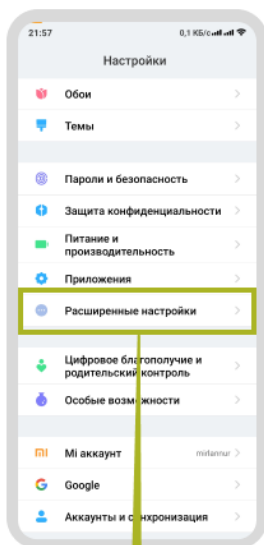 21:57 0,1 КБ/с
Настройки
Обои
Темы
Пароли и безопасность
Защита конфиденциальности
Питание и
производительность
Приложения
Расширенные настройки
Цифровое благополучие и
родительский контроль
Особые возможности
Mi аккаунт mirlannur
Google
Аккаунты и синхронизация